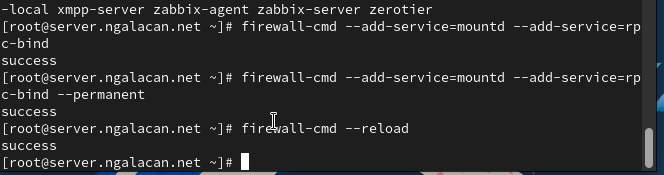 -local xmpp-server zabbix-agent zabbix-server zerotier
[root@server.ngalacan.net ~]# firewall-cmd --add-service=mountd --add-service=rp
c-bind
success
[root@server.ngalacan.net ~]# firewall-cmd --add-service=mountd --add-service=rp
c-bind --permanent
success
[root@server.ngalacan.net ~]# firewall-cmd --reload
success
[root@server.ngalacan.net ~]#